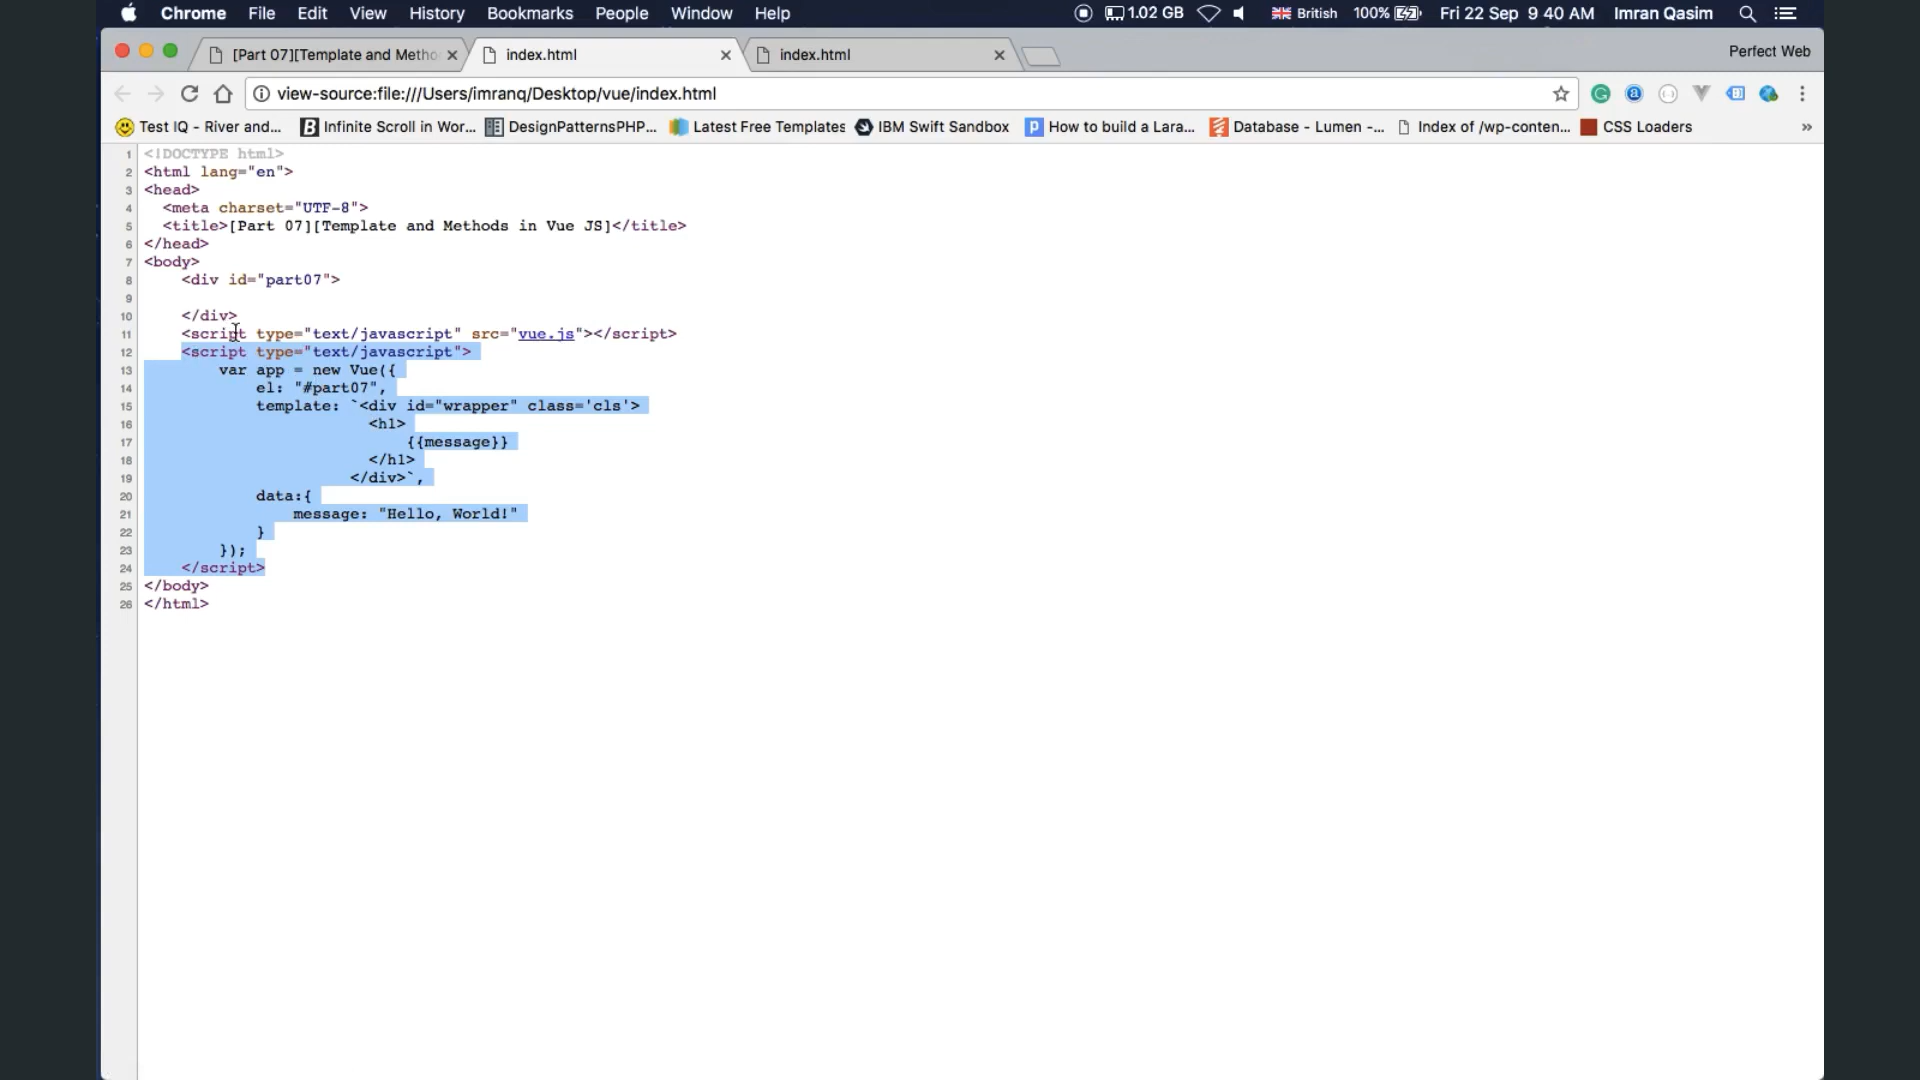 Chrome File Edit View History Bookmarks People Window Help 1.02 GB British 100% Fri 22 Sep 9 40 AM Imran Qasim
[Part 07][Template and Metho index.html index.html Perfect Web
view-source:file:///Users/imranq/Desktop/vue/index.html
Test IQ - River and... Infinite Scroll in Wor... DesignPatternsPHP... Latest Free Templates IBM Swift Sandbox How to build a Lara... Database - Lumen -... Index of /wp-conten... CSS Loaders »
1 <!DOCTYPE html>
2 <html lang="en">
3 <head>
4 <meta charset="UTF-8">
5 <title>[Part 07][Template and Methods in Vue JS]</title>
6 </head>
7 <body>
8 <div id="part07">
9
10 </div>
11 <script type="text/javascript" src="vue.js"></script>
12 <script type="text/javascript">
13 var app = new Vue({
14 el: "#part07",
15 template: `<div id="wrapper" class='cls'>
16 <h1>
17 {{message}}
18 </h1>
19 </div>`,
20 data:{
21 message: "Hello, World!"
22 }
23 });
24 </script>
25 </body>
26 </html>